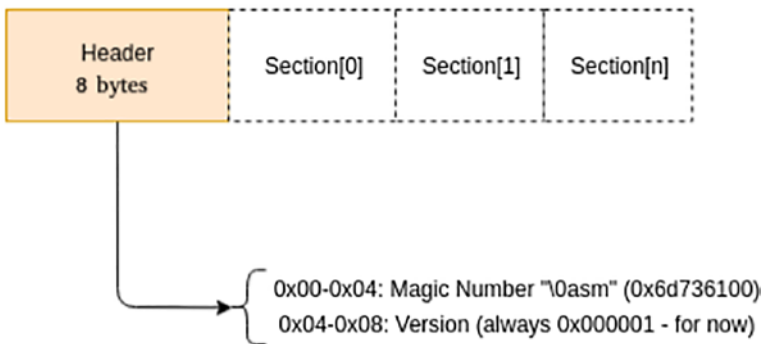 Header
8 bytes
Section[0]
Section[1]
Section[n]
0x00-0x04: Magic Number "\0asm" (0x6d736100)
0x04-0x08: Version (always 0x000001 - for now)